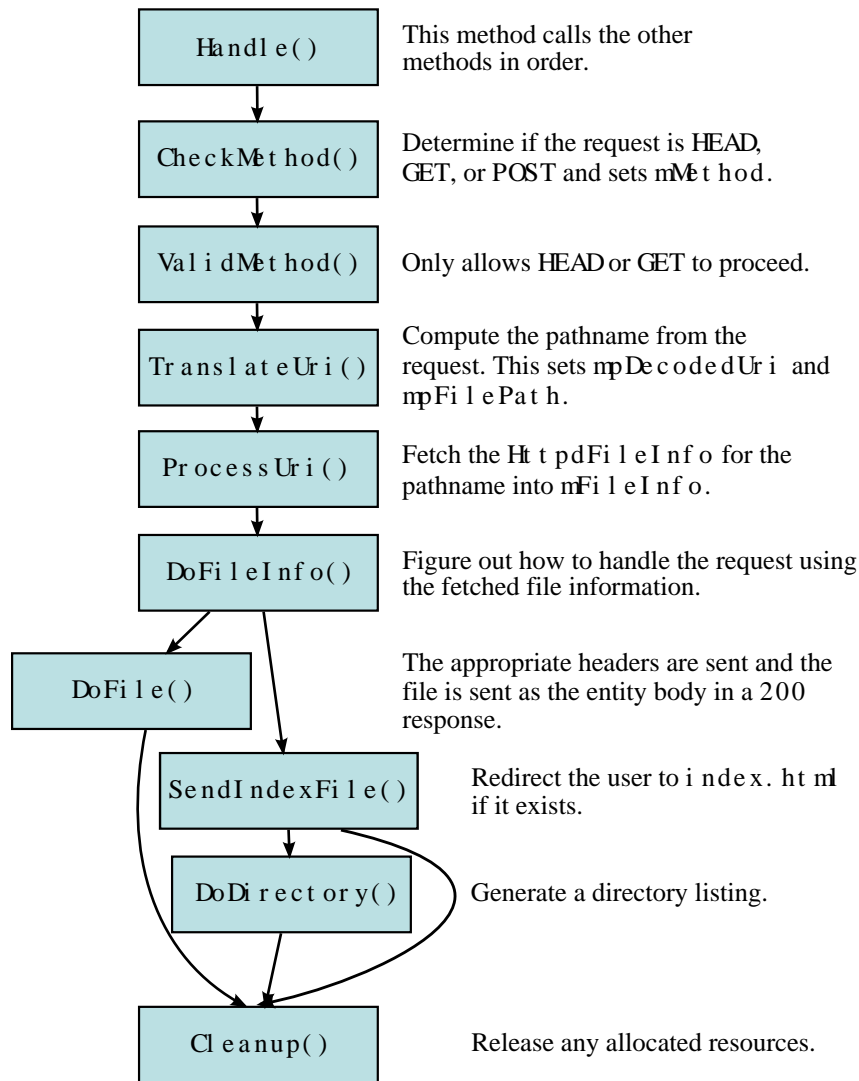 Handle()
This method calls the other
methods in order.
CheckMethod()
Determine if the request is HEAD,
GET, or POST and sets mMethod.
ValidMethod()
Only allows HEAD or GET to proceed.
TranslateUri()
Compute the pathname from the
request. This sets mpDecodedUri and
mpFilePath.
ProcessUri()
Fetch the HttpdFileInfo for the
pathname into mFileInfo.
DoFileInfo()
Figure out how to handle the request using
the fetched file information.
DoFile()
The appropriate headers are sent and the
file is sent as the entity body in a 200
response.
SendIndexFile()
Redirect the user to index.html
if it exists.
DoDirectory()
Generate a directory listing.
Cleanup()
Release any allocated resources.